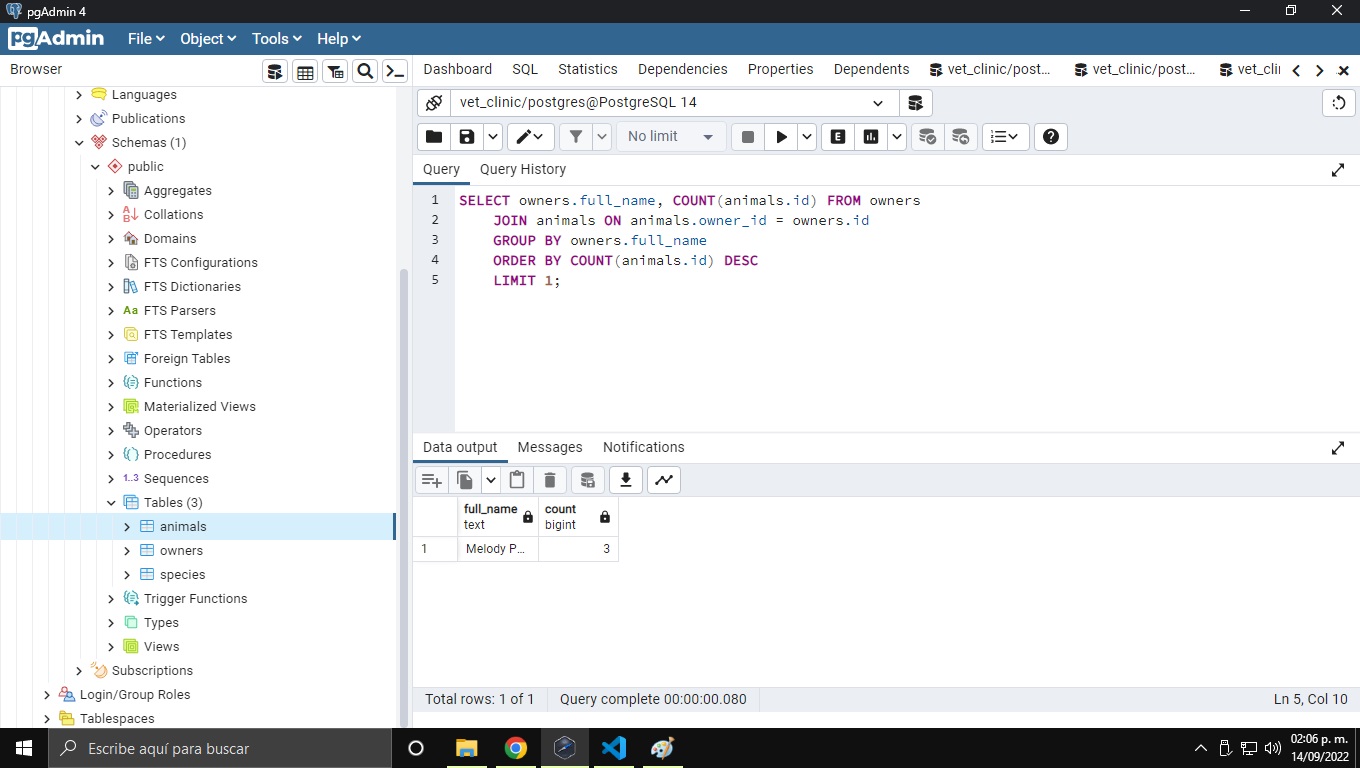 pgAdmin 4
pgAdmin
File Object Tools Help
Browser
Dashboard SQL Statistics Dependencies Properties Dependents vet_clinic/post... vet_clinic/post... vet_cli
Languages
Publications
Schemas (1)
public
Aggregates
Collations
Domains
FTS Configurations
FTS Dictionaries
Aa FTS Parsers
FTS Templates
Foreign Tables
Functions
Materialized Views
Operators
Procedures
1..3 Sequences
Tables (3)
animals
owners
species
Trigger Functions
Types
Views
Subscriptions
Login/Group Roles
Tablespaces
vet_clinic/postgres@PostgreSQL 14
No limit
E
Query Query History
1 SELECT owners.full_name, COUNT(animals.id) FROM owners
2 JOIN animals ON animals.owner_id = owners.id
3 GROUP BY owners.full_name
4 ORDER BY COUNT(animals.id) DESC
5 LIMIT 1;
Data output Messages Notifications
full_name count
text bigint
1 Melody P... 3
Total rows: 1 of 1 Query complete 00:00:00.080 Ln 5, Col 10
Escribe aquí para buscar
02:06 p. m.
14/09/2022